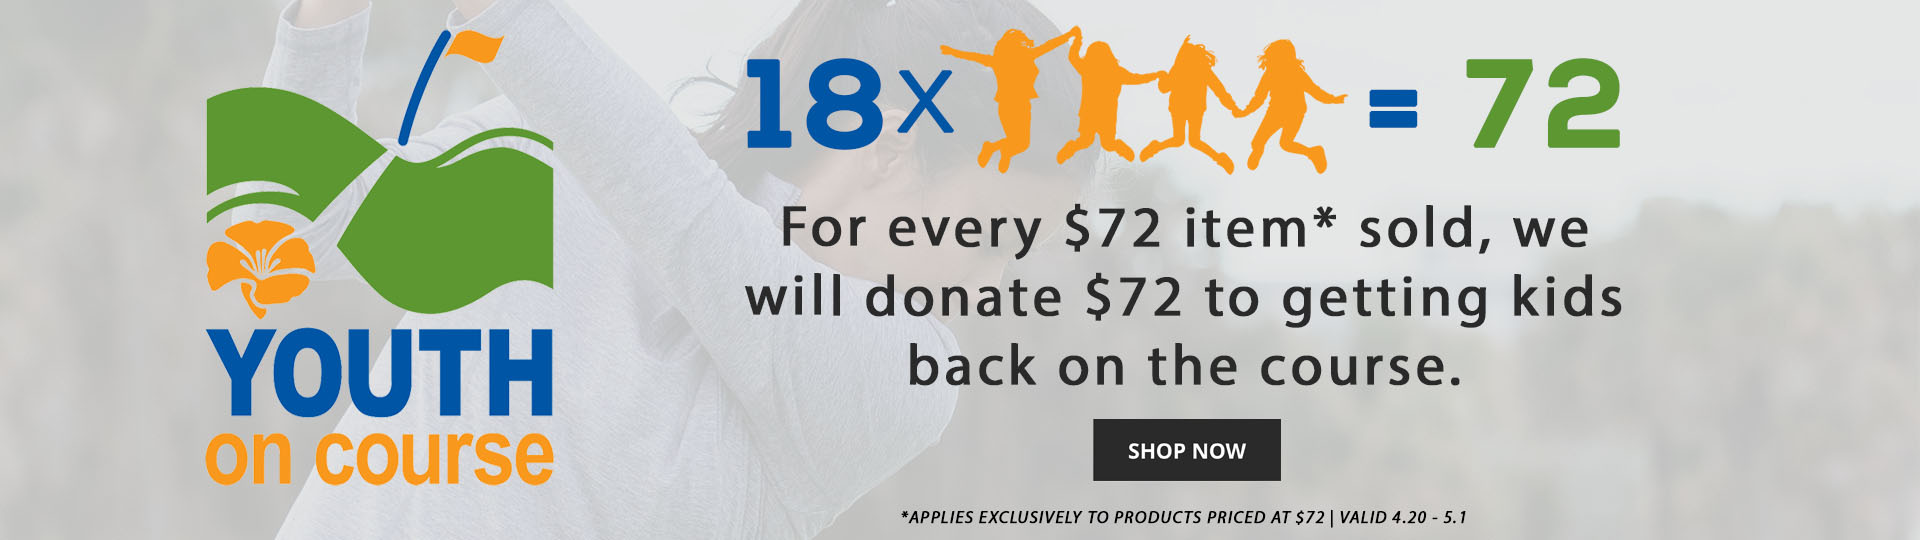 YOUTH
on course
18X = 72
For every $72 item* sold, we
will donate $72 to getting kids
back on the course.
SHOP NOW
*APPLIES EXCLUSIVELY TO PRODUCTS PRICED AT $72 | VALID 4.20 - 5.1